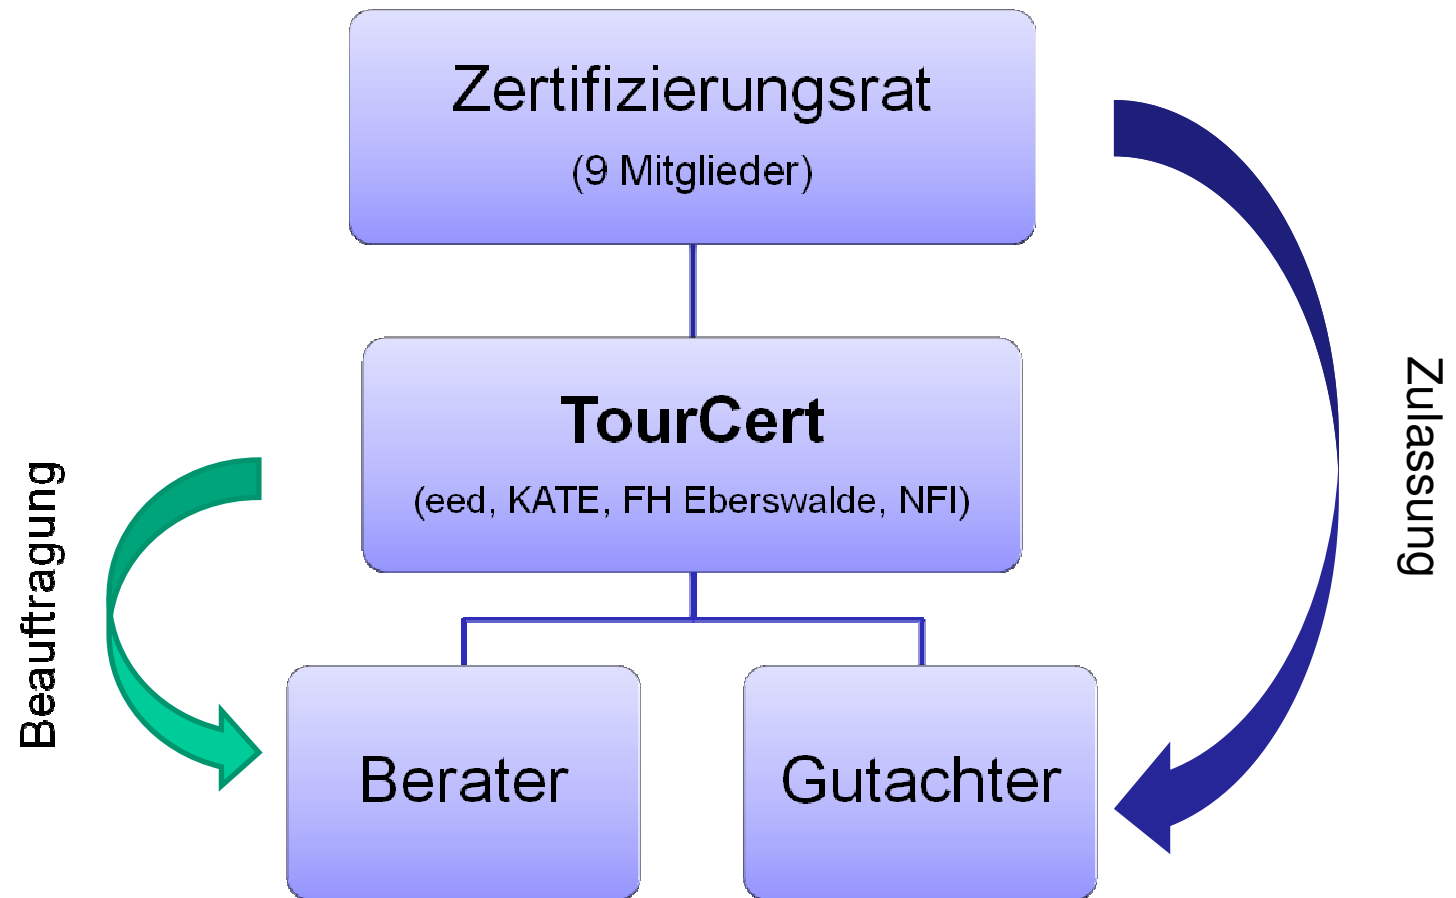 Zertifizierungsrat
(9 Mitglieder)
Zulassung
TourCert
(eed, KATE, FH Eberswalde, NFI)
Beauftragung
Berater
Gutachter